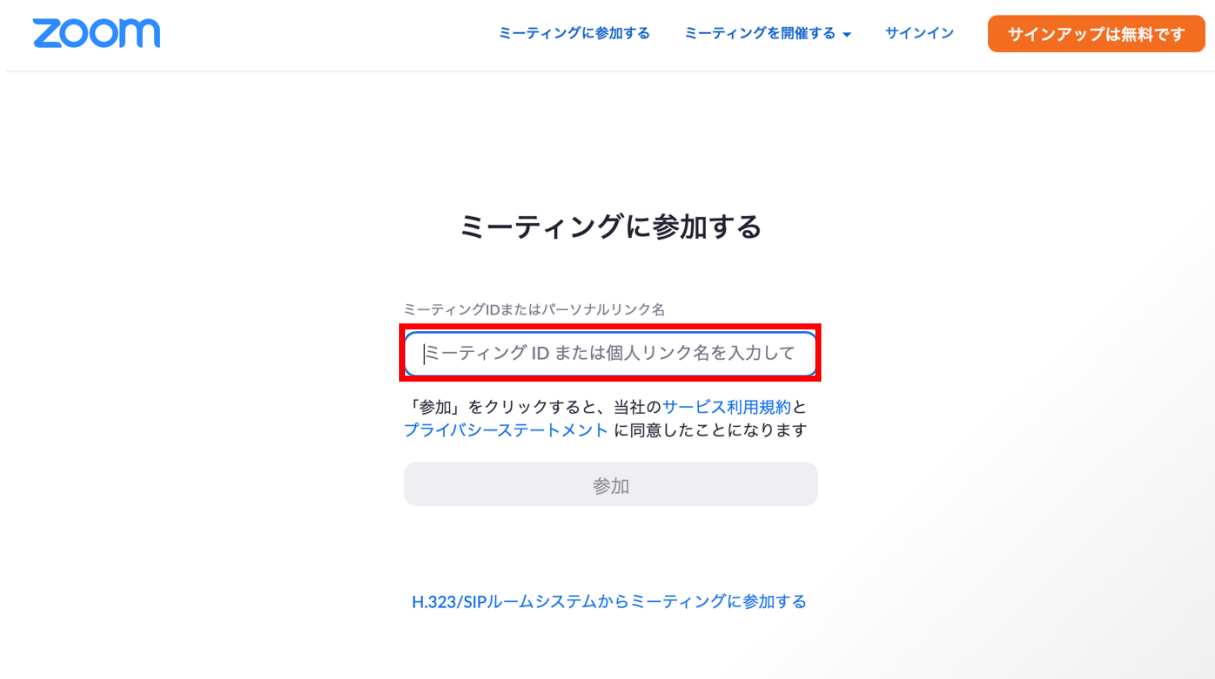 zoom
ミーティングに参加する ミーティングを開催する サインイン サインアップは無料です
ミーティングに参加する
ミーティングIDまたはパーソナルリンク名
ミーティング ID または個人リンク名を入力して
「参加」をクリックすると、当社のサービス利用規約と
プライバシーステートメント に同意したことになります
参加
H.323/SIPルームシステムからミーティングに参加する